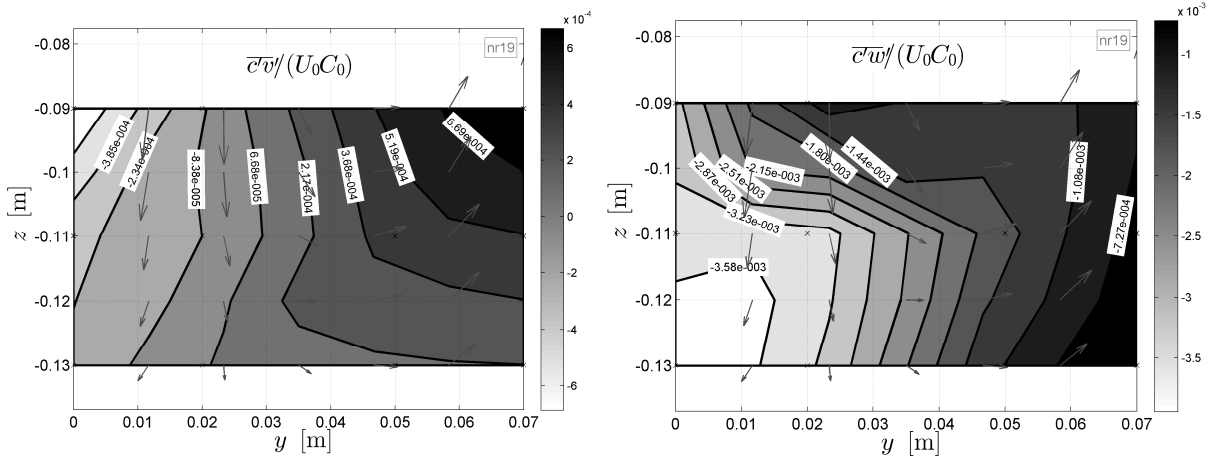 x 10⁻⁴
c'v'/(U₀C₀)
nr19
-0.09
-0.1
-0.11
-0.12
-0.13
z [m]
-3.85e-004
-2.34e-004
-8.38e-005
6.68e-005
2.17e-004
3.68e-004
5.19e-004
6.69e-004
6
4
2
0
-2
-4
-6
0 0.01 0.02 0.03 0.04 0.05 0.06 0.07
y [m]
x 10⁻³
c'w'/(U₀C₀)
nr19
-0.08
-0.09
-0.1
-0.11
-0.12
-0.13
z [m]
-1.80e-003
-1.44e-003
-2.15e-003
-2.51e-003
-2.87e-003
-3.23e-003
-3.58e-003
-1.08e-003
-7.27e-004
-1
-1.5
-2
-2.5
-3
-3.5
0 0.01 0.02 0.03 0.04 0.05 0.06 0.07
y [m]